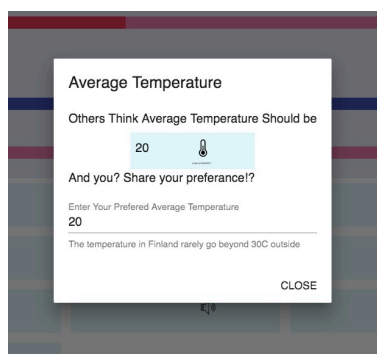 Average Temperature
Others Think Average Temperature Should be
20
And you? Share your preferance!?
Enter Your Prefered Average Temperature
20
The temperature in Finland rarely go beyond 30C outside
CLOSE